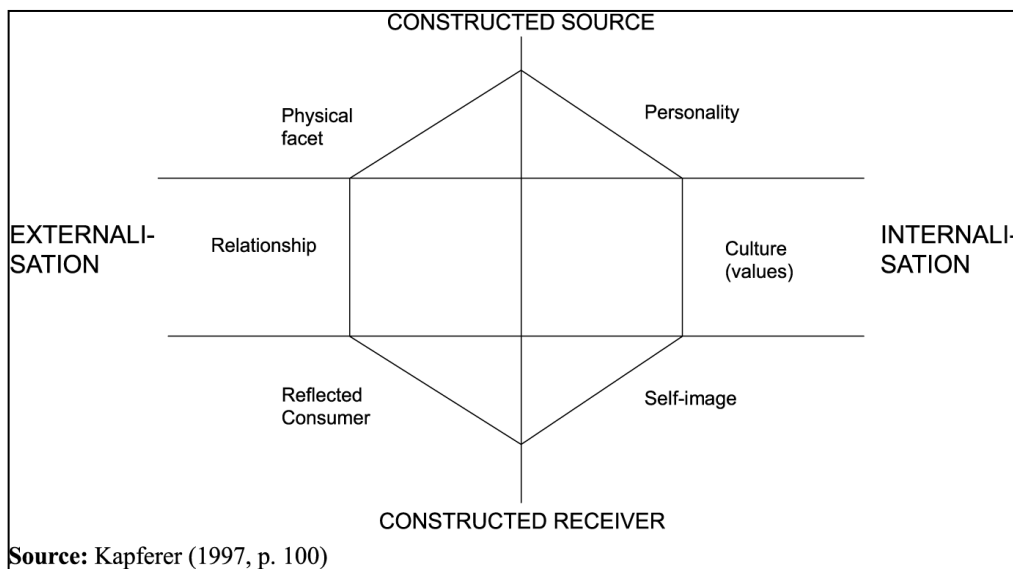 CONSTRUCTED SOURCE
Physical
facet
Personality
EXTERNALI-
SATION
Relationship
Culture
(values)
INTERNALI-
SATION
Reflected
Consumer
Self-image
CONSTRUCTED RECEIVER
Source: Kapferer (1997, p. 100)